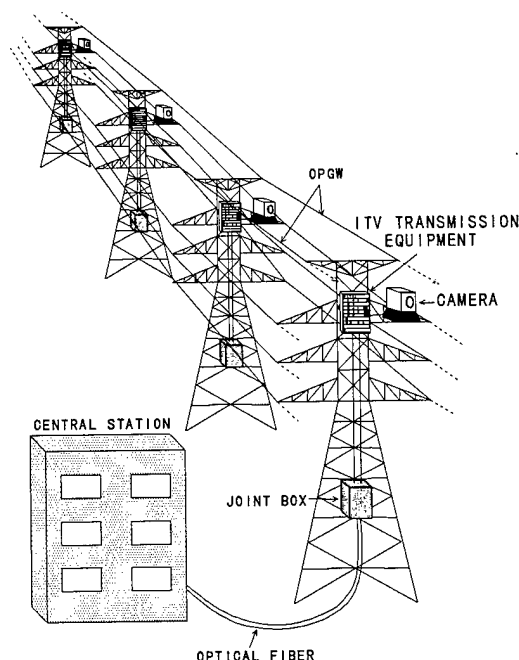 OPGW
ITV TRANSMISSION
EQUIPMENT
CAMERA
CENTRAL STATION
JOINT BOX
OPTICAL FIBER